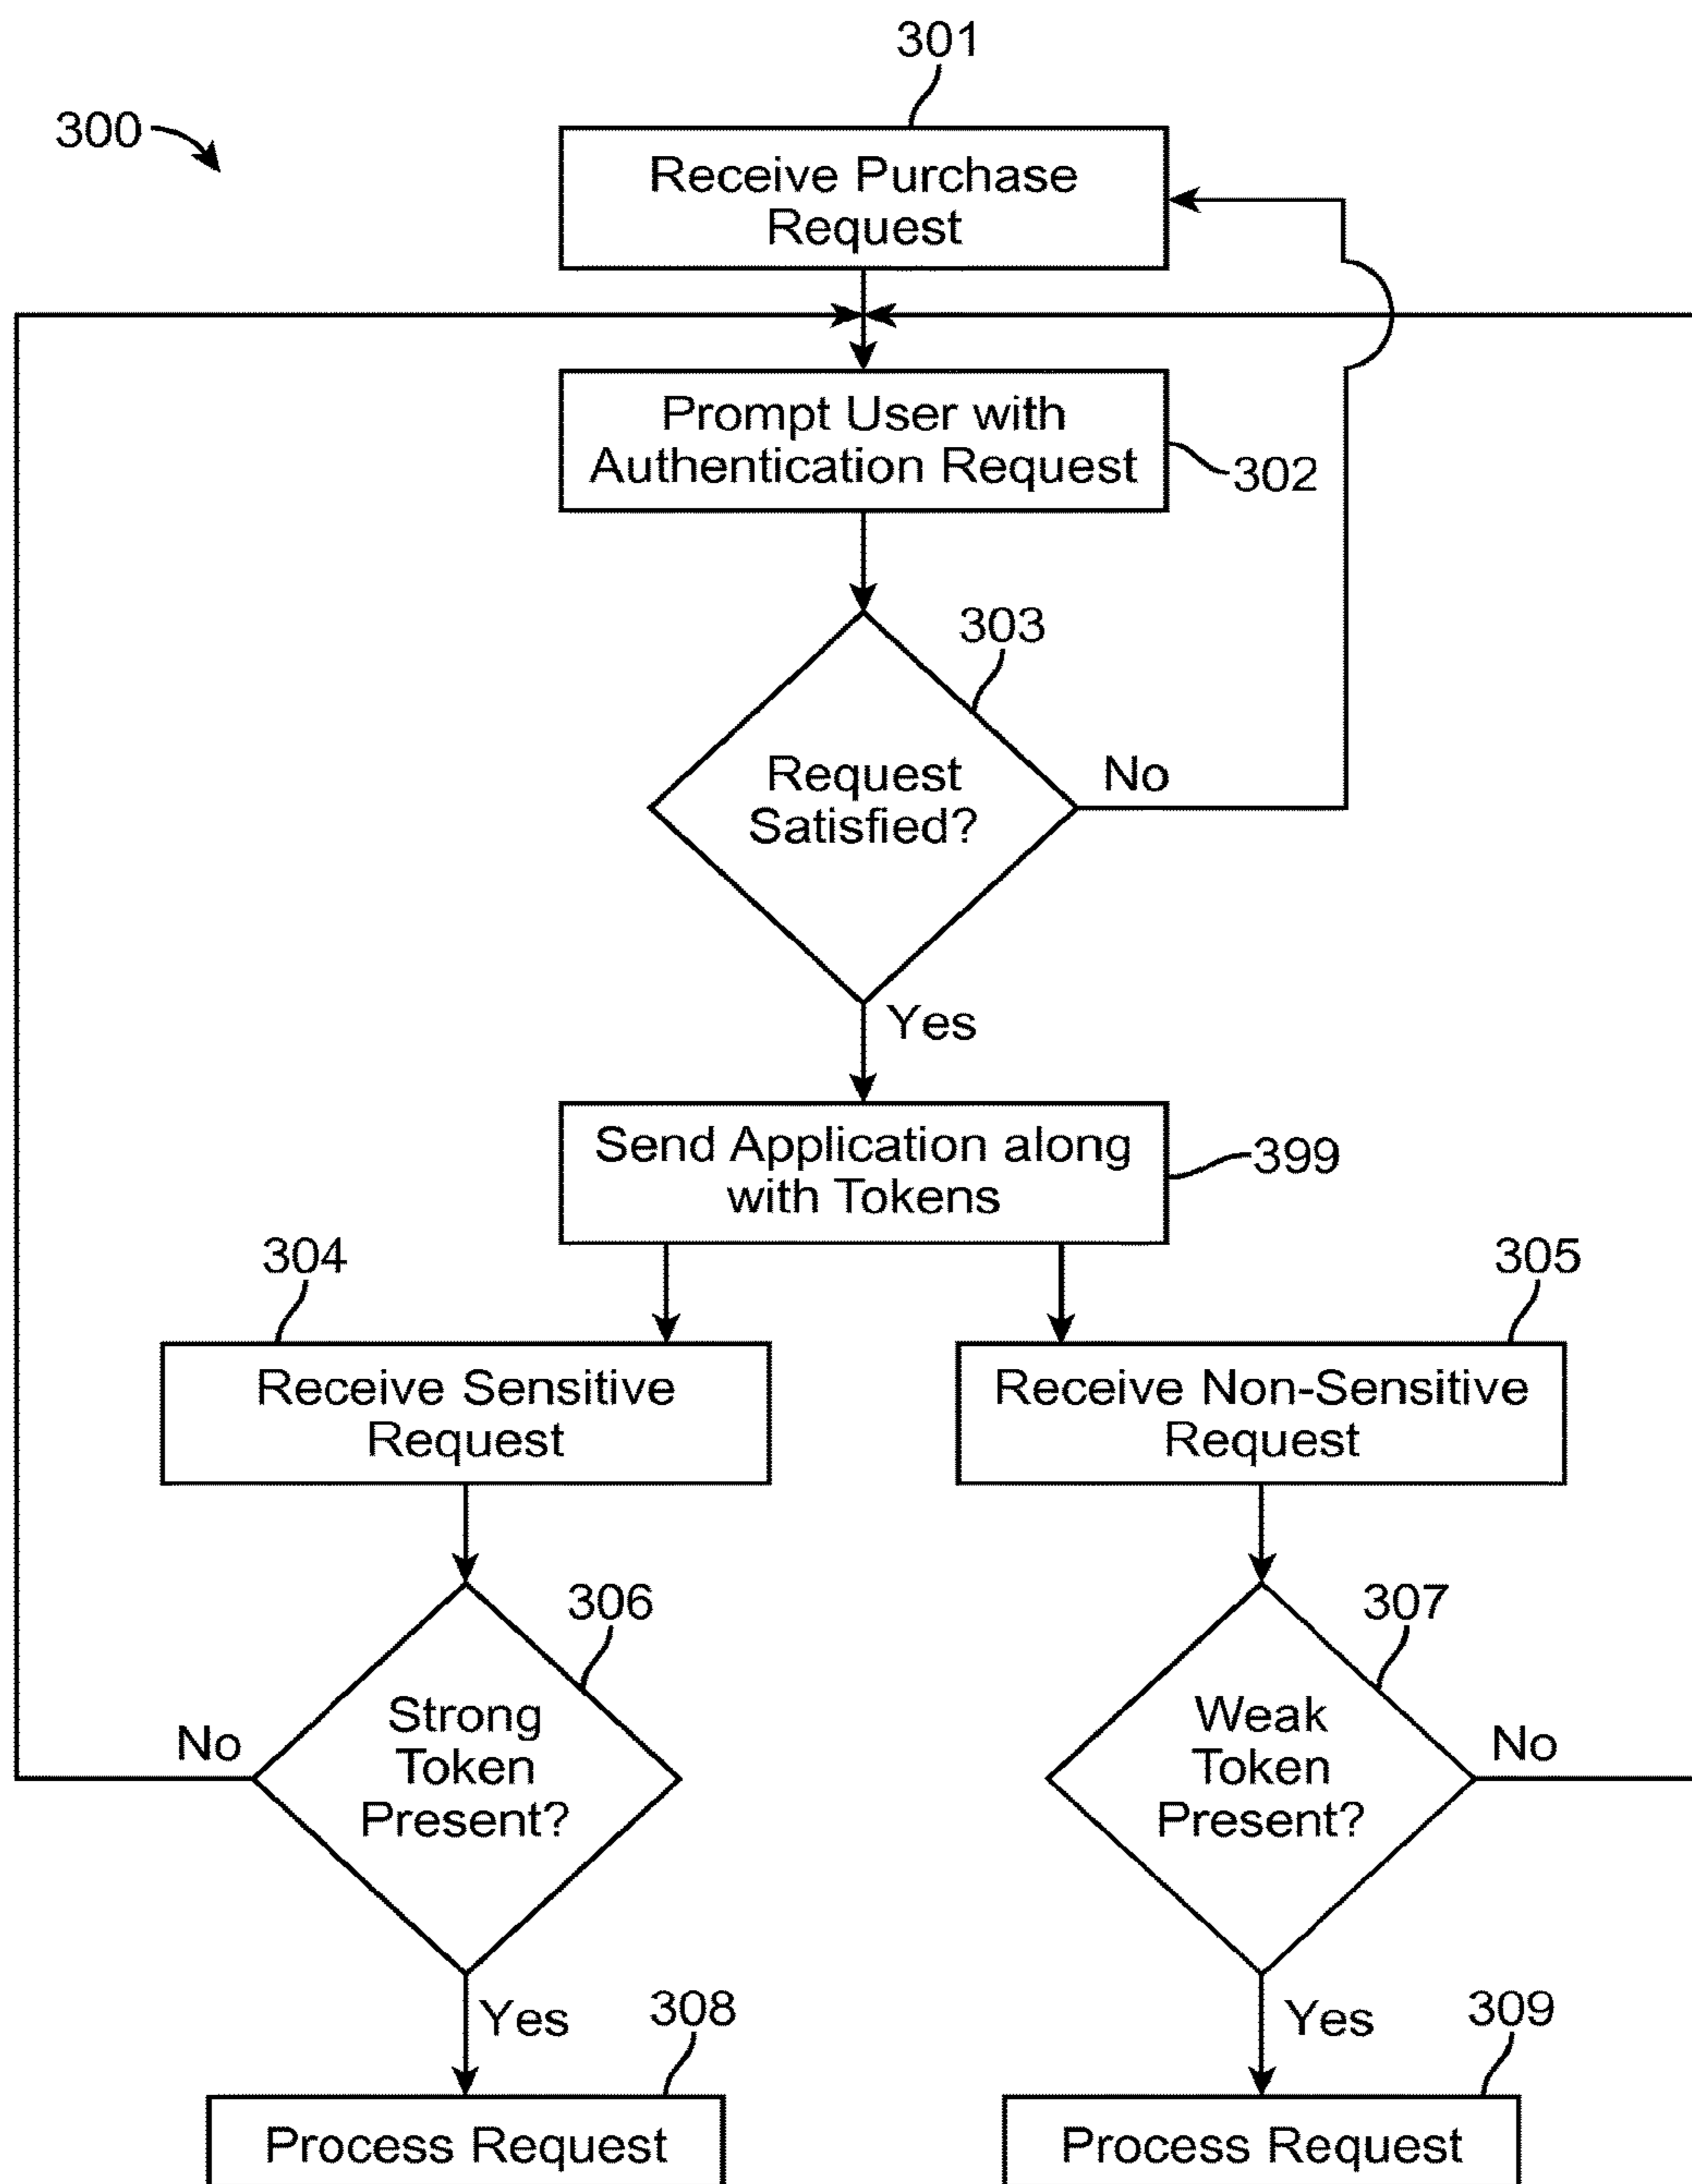 301
300
Receive Purchase
Request
Prompt User with
Authentication Request
302
303
Request
Satisfied?
No
Yes
Send Application along
with Tokens
399
304
305
Receive Sensitive
Request
Receive Non-Sensitive
Request
306
307
Strong
Token
Present?
No
Weak
Token
Present?
No
Yes
308
Yes
309
Process Request
Process Request